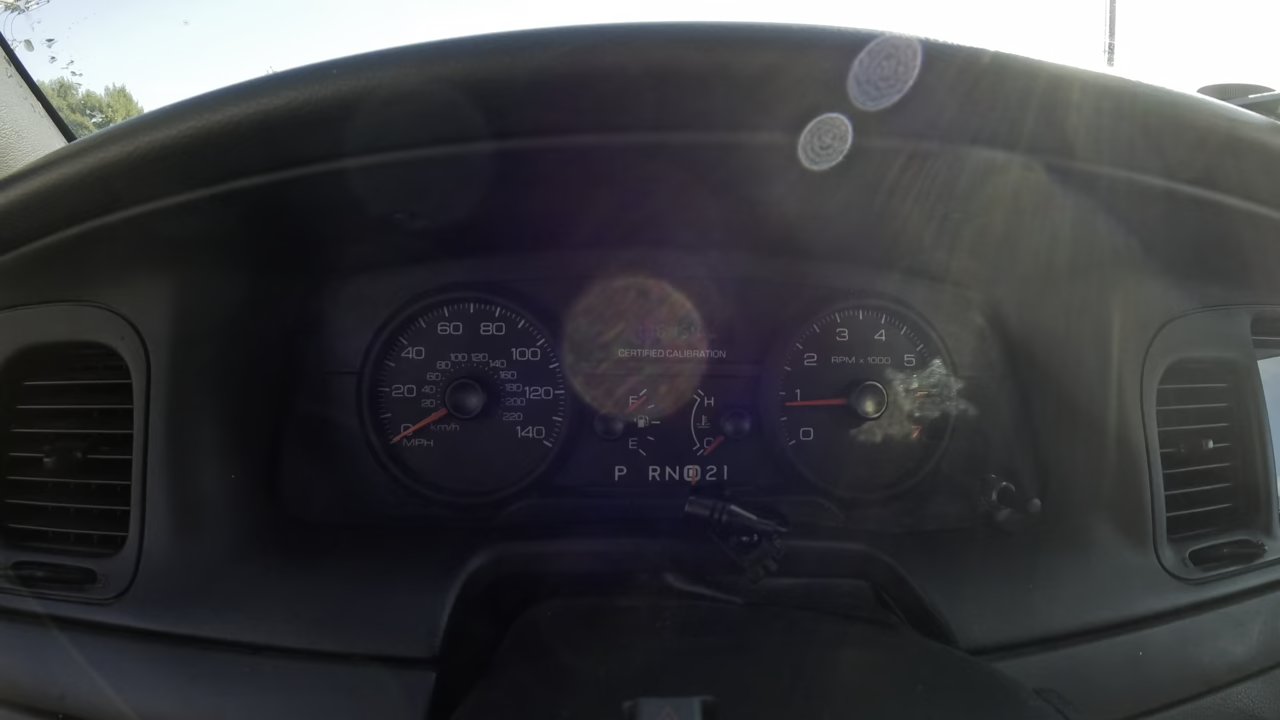 60 80
40 100
20 120
0 140
MPH
100 120
80 140
60 160
40 180
20 200
220
km/h
CERTIFIED CALIBRATION
F H
E C
P RND21
3 4
2 5
RPM x 1000
1
0 7